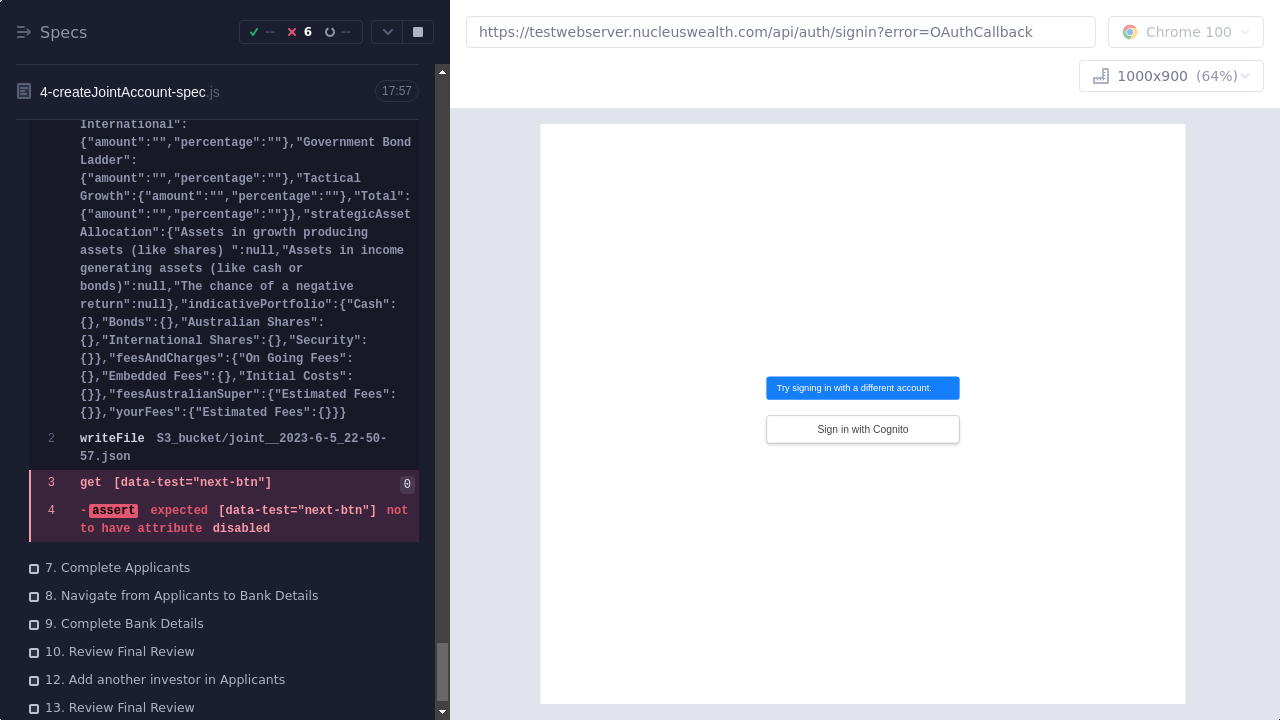 Specs
--
6
--
4-createJointAccount-spec.js
17:57
International":
{"amount":"","percentage":""},"Government Bond
Ladder":
{"amount":"","percentage":""},"Tactical
Growth":{"amount":"","percentage":""},"Total":
{"amount":"","percentage":""}},"strategicAsset
Allocation":{"Assets in growth producing
assets (like shares) ":null,"Assets in income
generating assets (like cash or
bonds)":null,"The chance of a negative
return":null},"indicativePortfolio":{"Cash":
{},"Bonds":{},"Australian Shares":
{},"International Shares":{},"Security":
{}},"feesAndCharges":{"On Going Fees":
{},"Embedded Fees":{},"Initial Costs":
{}},"feesAustralianSuper":{"Estimated Fees":
{}},"yourFees":{"Estimated Fees":{}}}
2 writeFile S3_bucket/joint__2023-6-5_22-50-
57.json
3 get [data-test="next-btn"] 0
4 -assert expected [data-test="next-btn"] not
to have attribute disabled
7. Complete Applicants
8. Navigate from Applicants to Bank Details
9. Complete Bank Details
10. Review Final Review
12. Add another investor in Applicants
13. Review Final Review
https://testwebserver.nucleuswealth.com/api/auth/signin?error=OAuthCallback
Chrome 100
1000x900 (64%)
Try signing in with a different account.
Sign in with Cognito